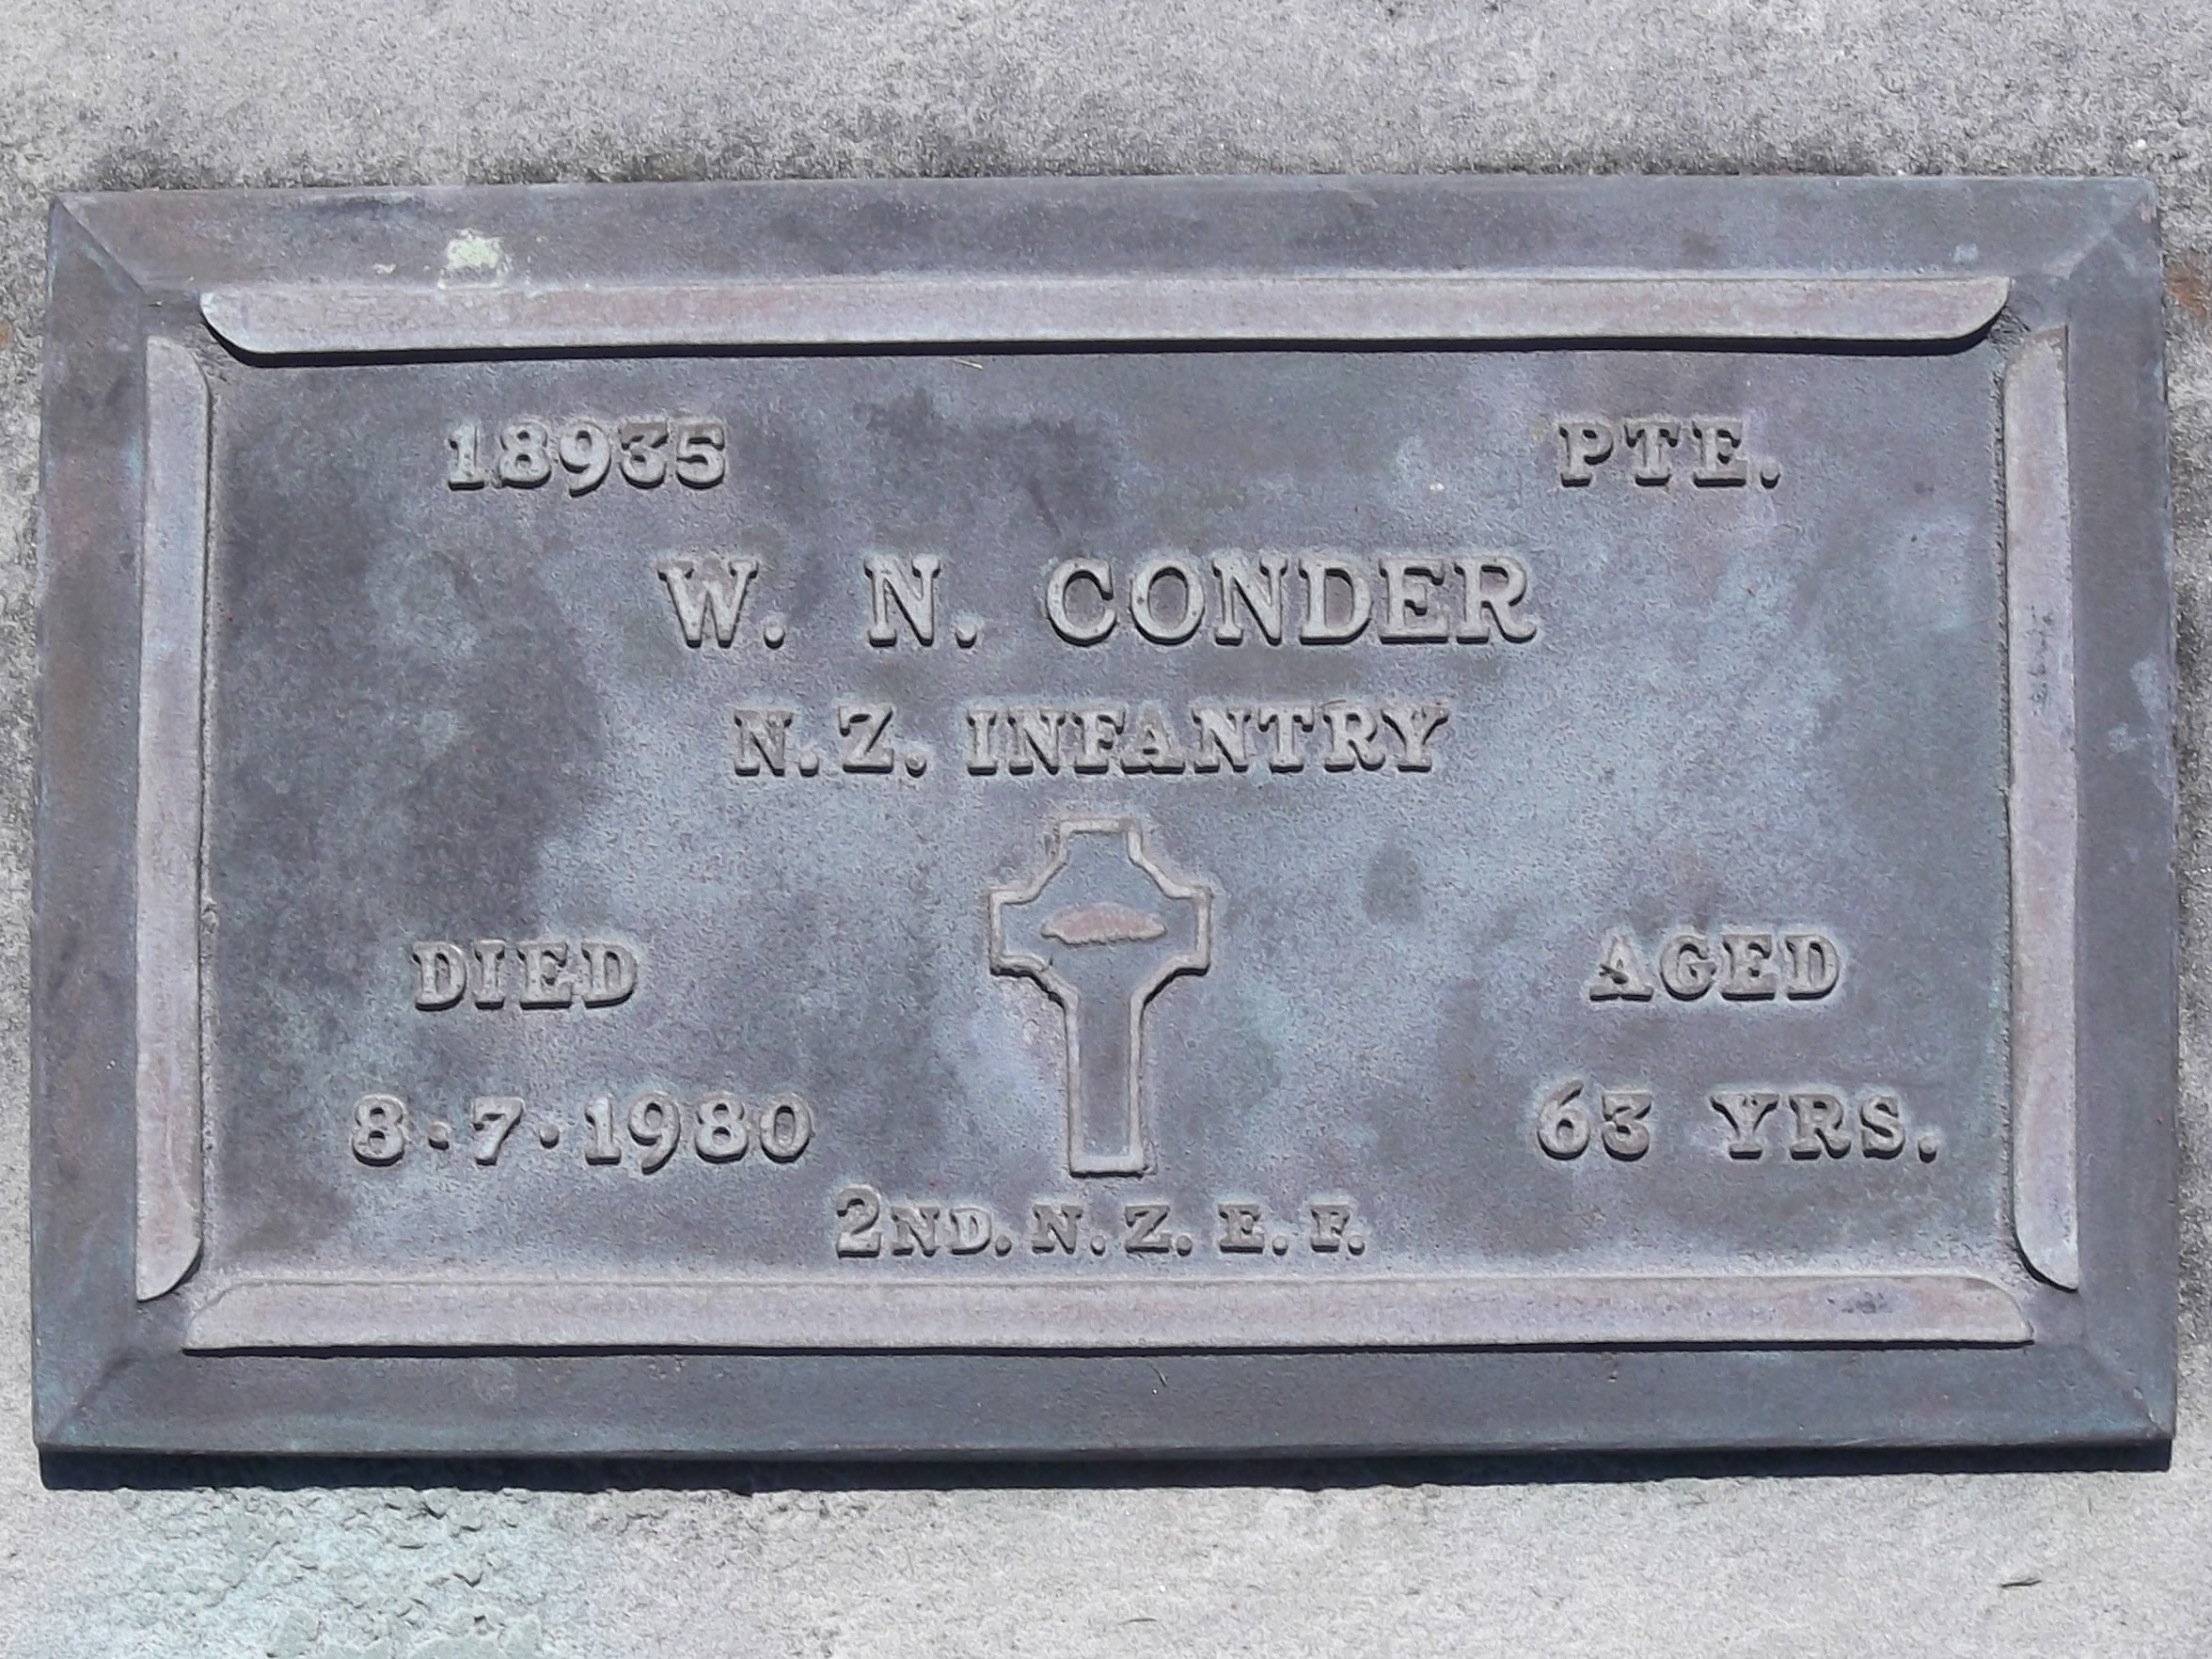 18935 PTE.
W. N. CONDER
N.Z. INFANTRY
DIED AGED
8·7·1980 63 YRS.
2ND. N.Z.E.F.